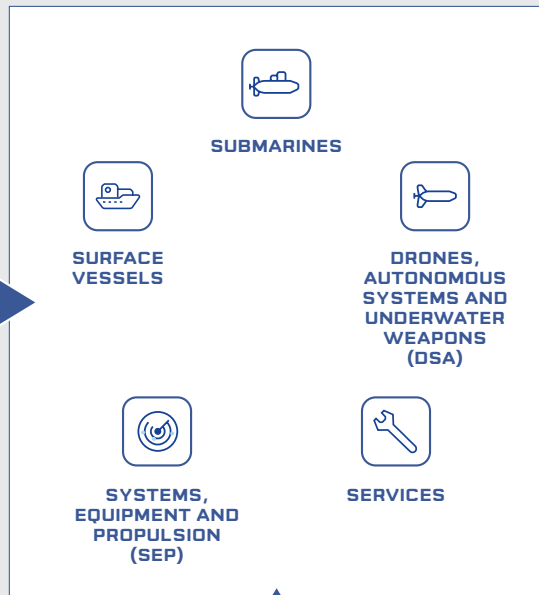 SUBMARINES
SURFACE
VESSELS
DRONES,
AUTONOMOUS
SYSTEMS AND
UNDERWATER
WEAPONS
(DSA)
SYSTEMS,
EQUIPMENT AND
PROPULSION
(SEP)
SERVICES